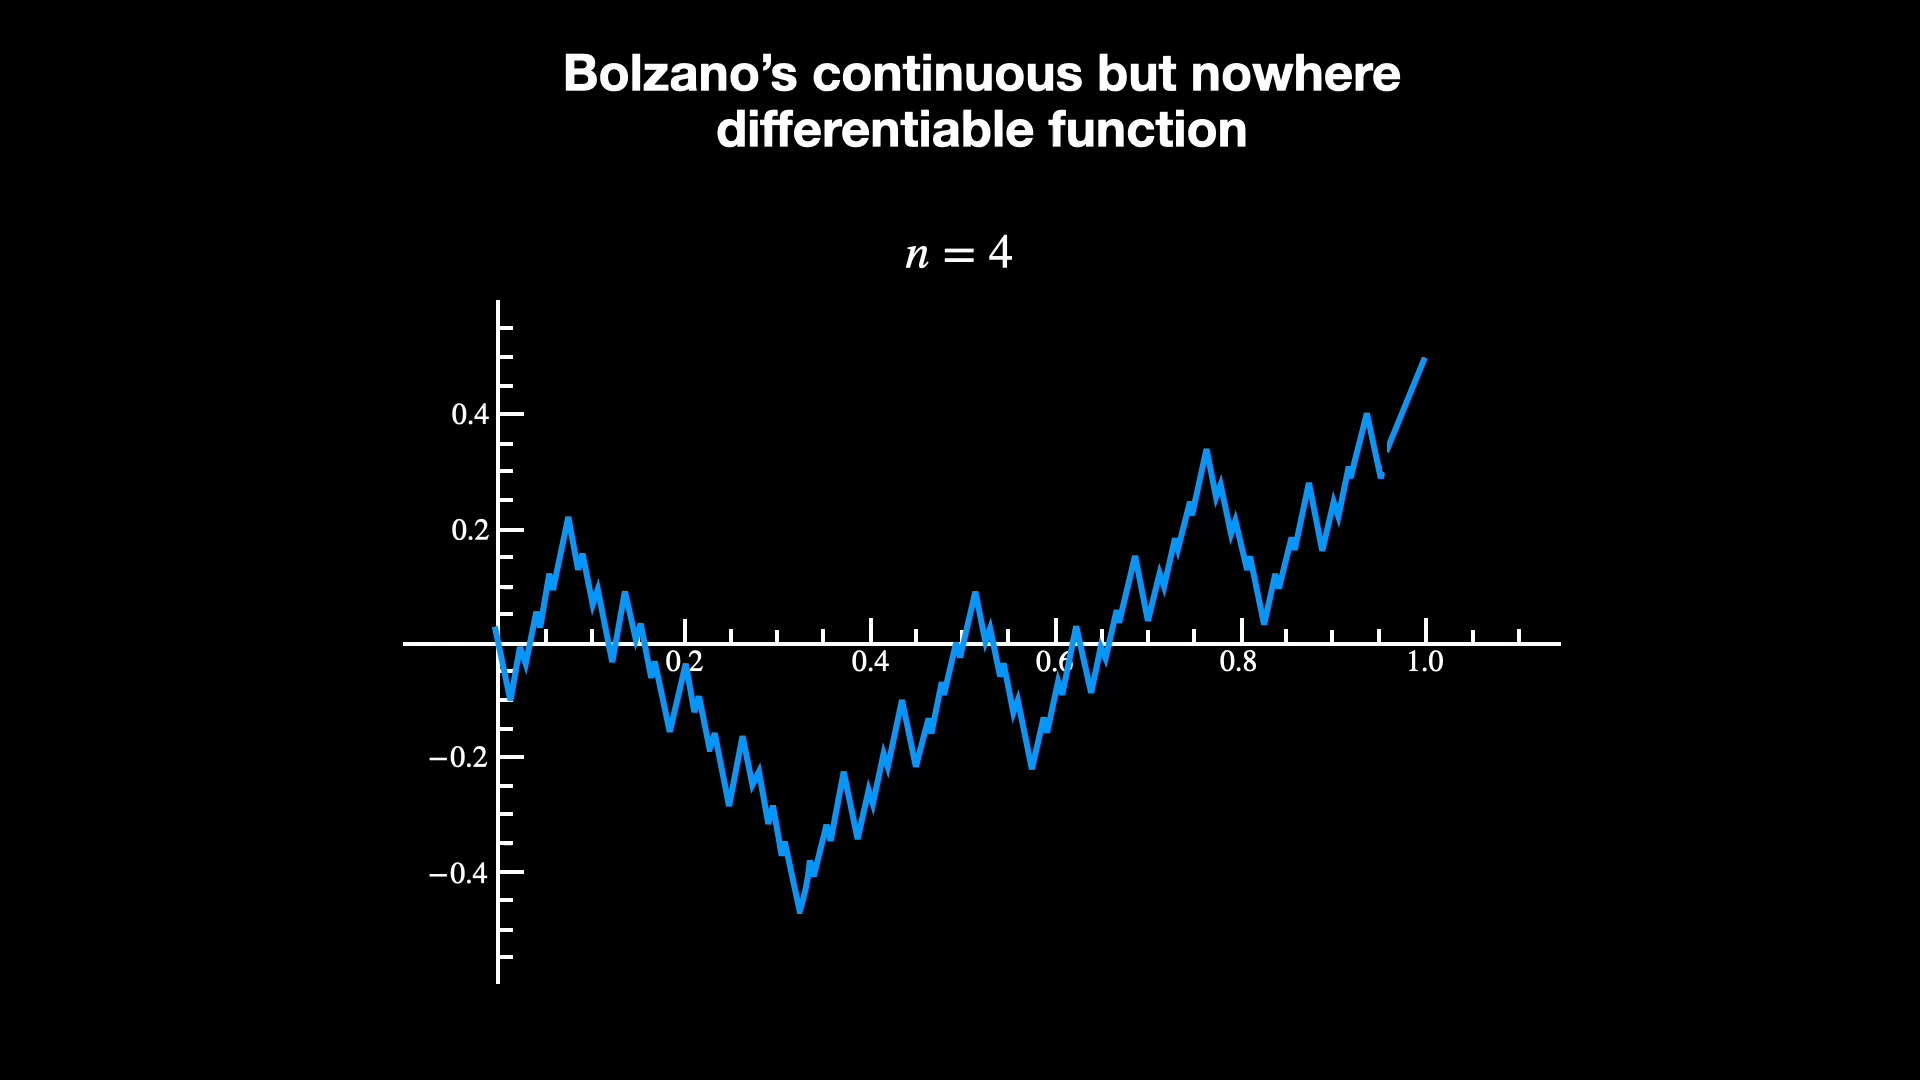 Bolzano’s continuous but nowhere
differentiable function
n = 4
0.4
0.2
0.2 0.4 0.6 0.8 1.0
−0.2
−0.4